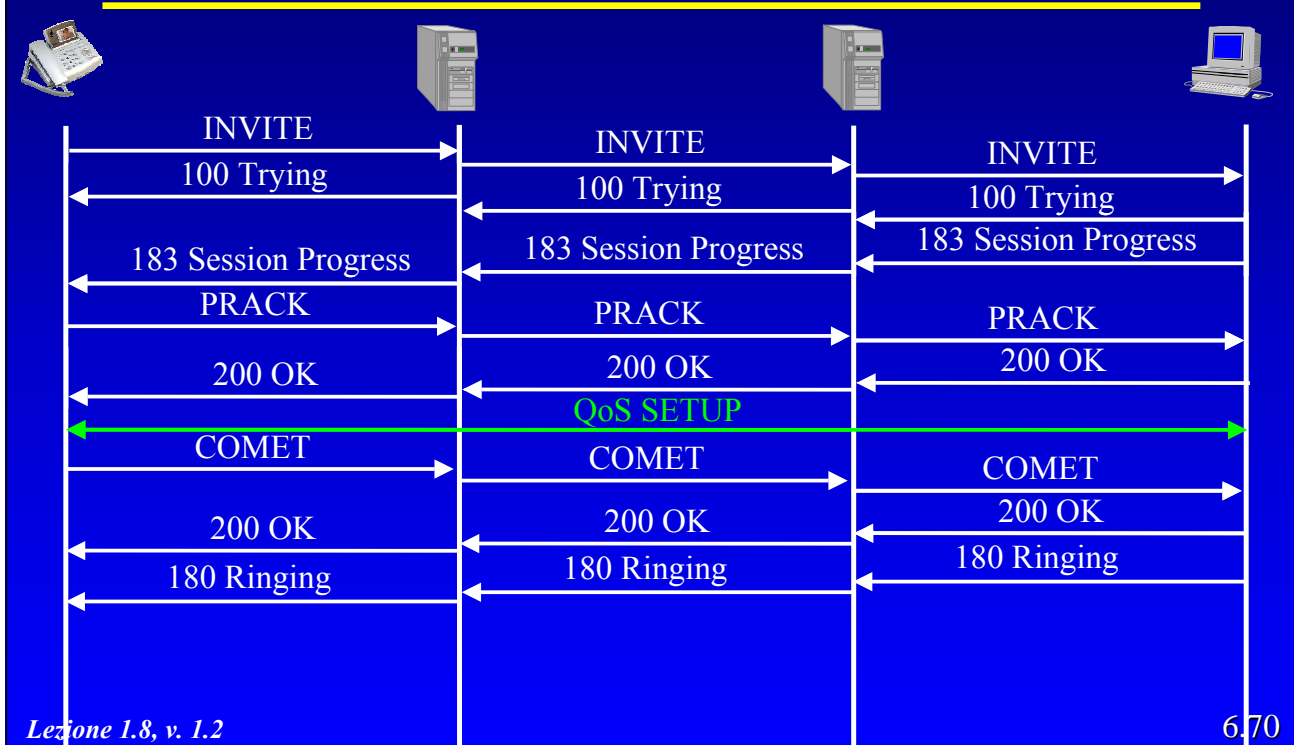 INVITE
INVITE
INVITE
100 Trying
100 Trying
100 Trying
183 Session Progress
183 Session Progress
183 Session Progress
PRACK
PRACK
PRACK
200 OK
200 OK
200 OK
QoS SETUP
COMET
COMET
COMET
200 OK
200 OK
200 OK
180 Ringing
180 Ringing
180 Ringing
Lezione 1.8, v. 1.2
6.70